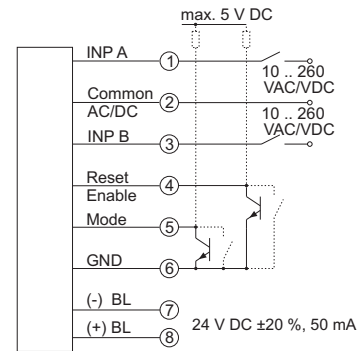 max. 5 V DC
INP A
1
10 .. 260
VAC/VDC
Common
2
AC/DC
10 .. 260
VAC/VDC
INP B
3
Reset
4
Enable
Mode
5
GND
6
(-) BL
7
24 V DC ±20 %, 50 mA
(+) BL
8